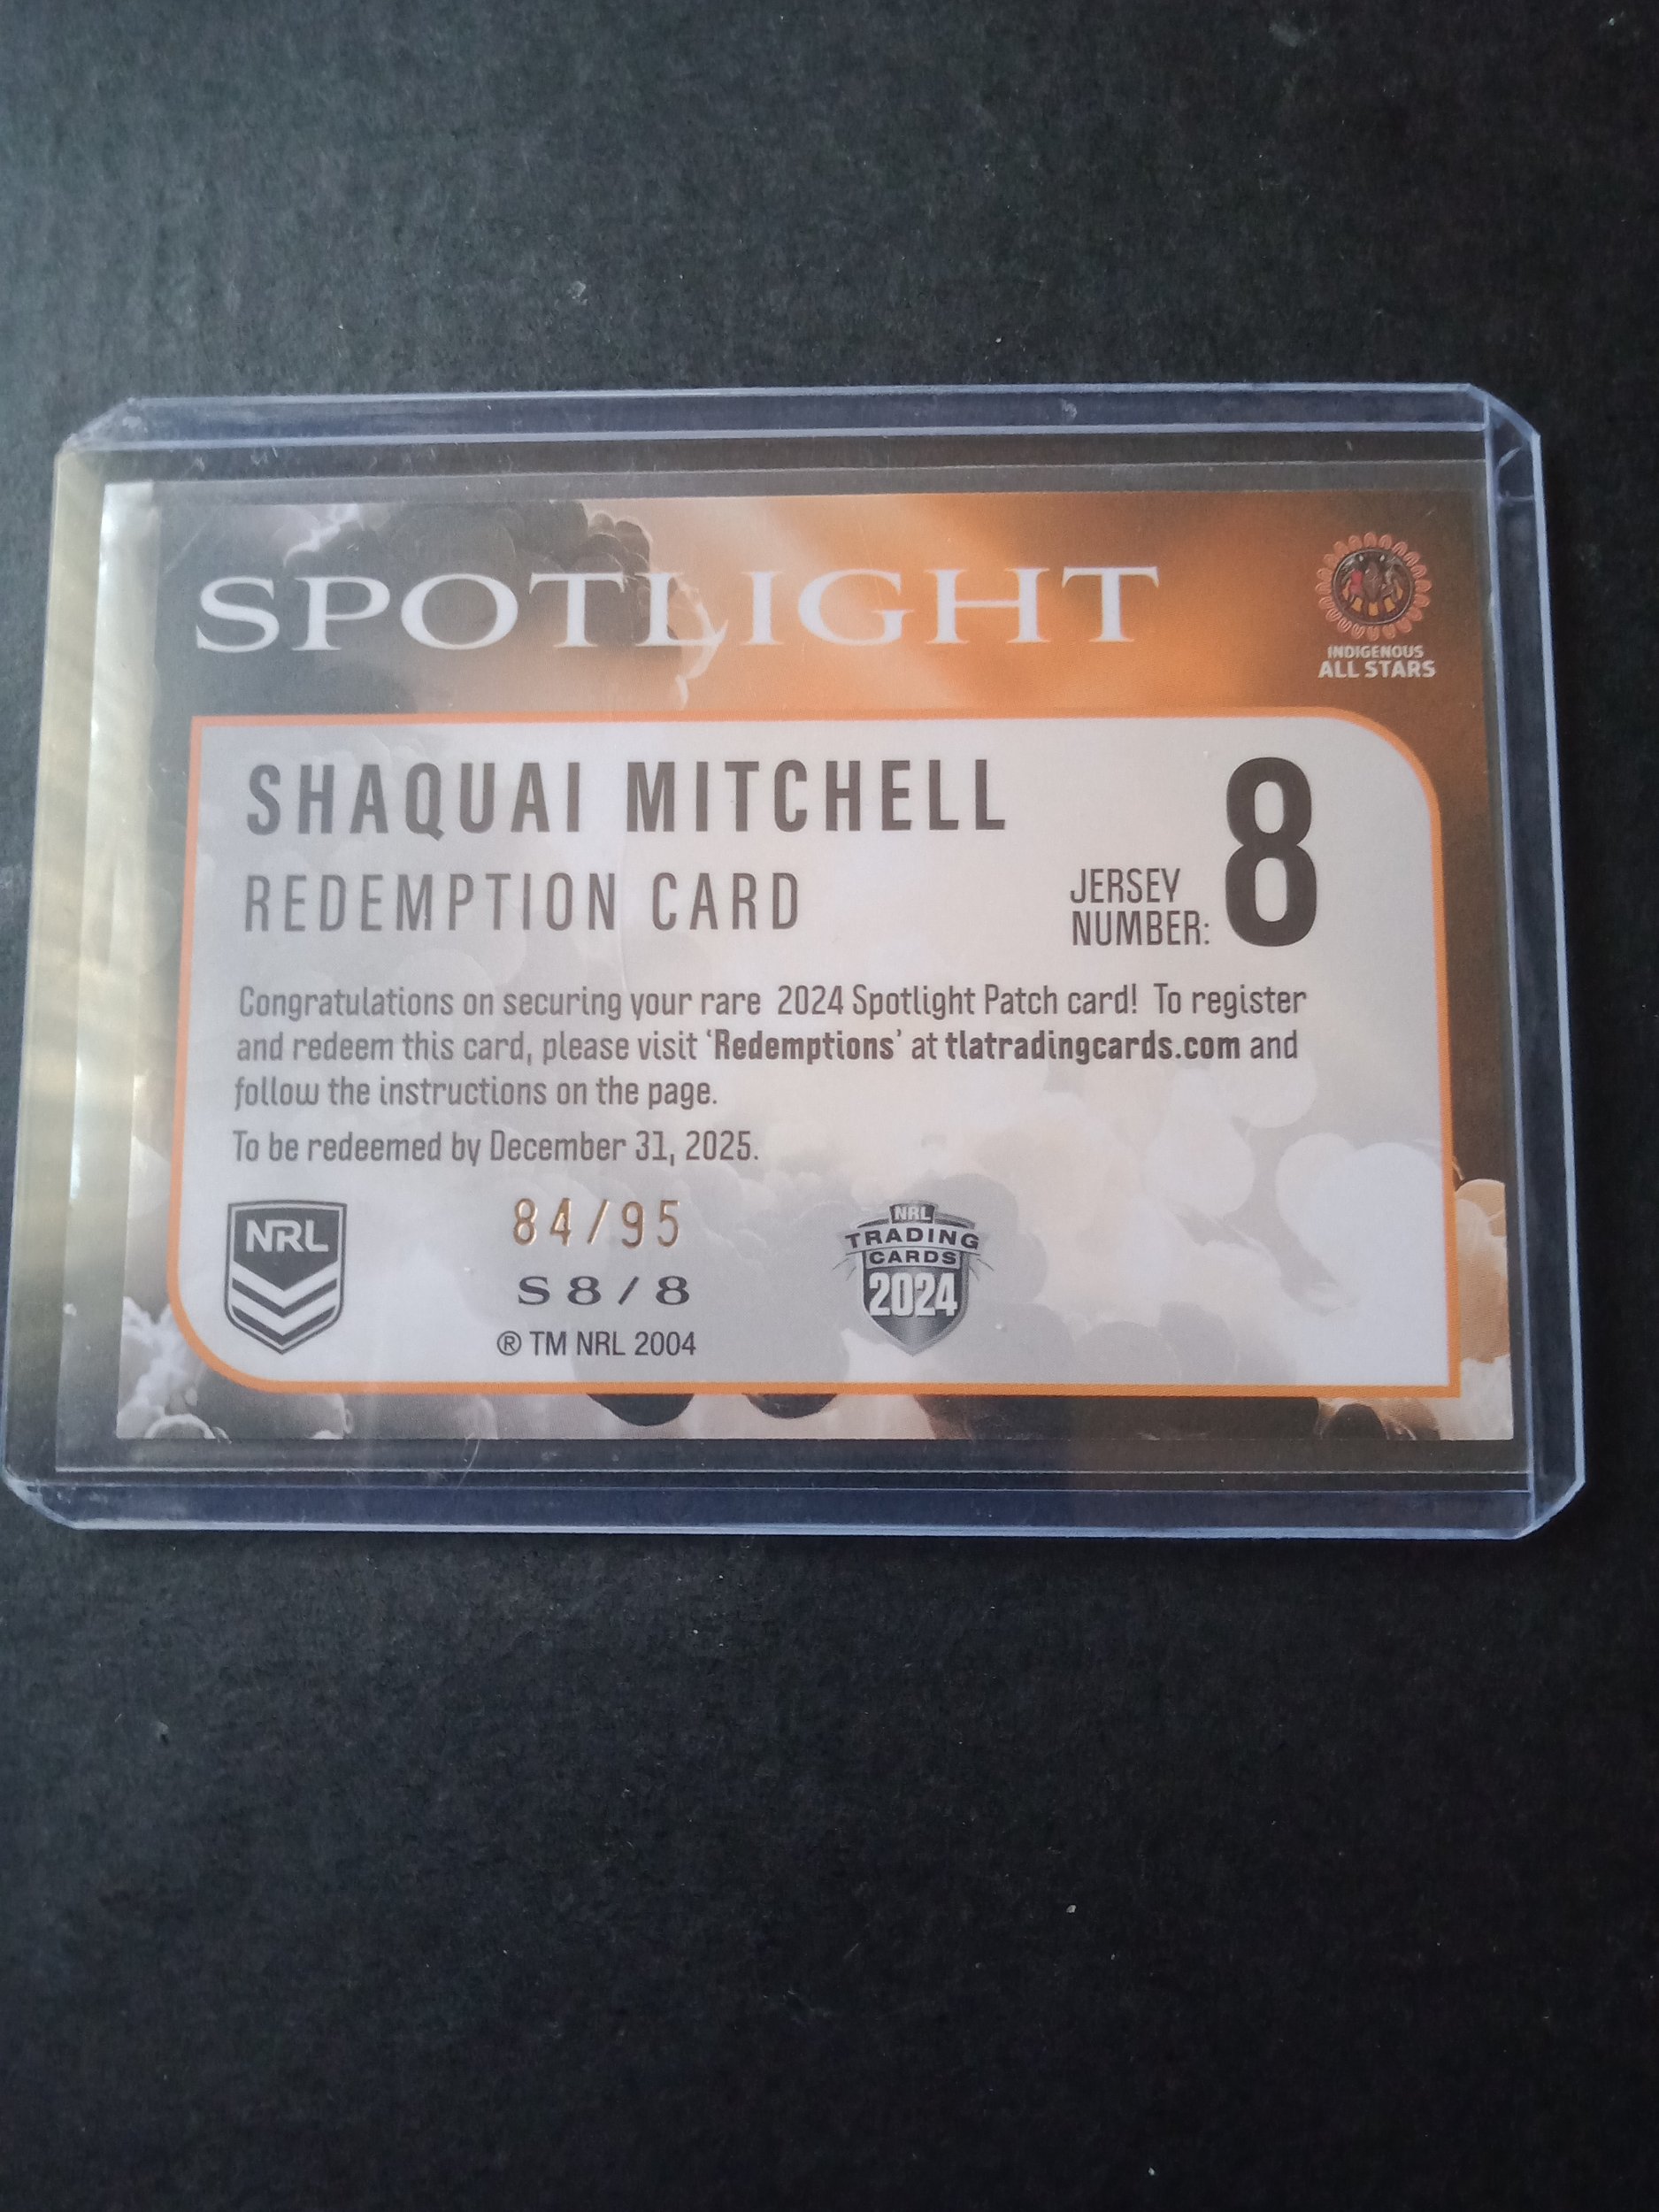 SPOTLIGHT
INDIGENOUS
ALL STARS
SHAQUAI MITCHELL
REDEMPTION CARD
JERSEY
NUMBER:
8
Congratulations on securing your rare 2024 Spotlight Patch card! To register
and redeem this card, please visit ‘Redemptions’ at tlatradingcards.com and
follow the instructions on the page.
To be redeemed by December 31, 2025.
NRL
84/95
S8/8
® TM NRL 2004
NRL
TRADING
CARDS
2024